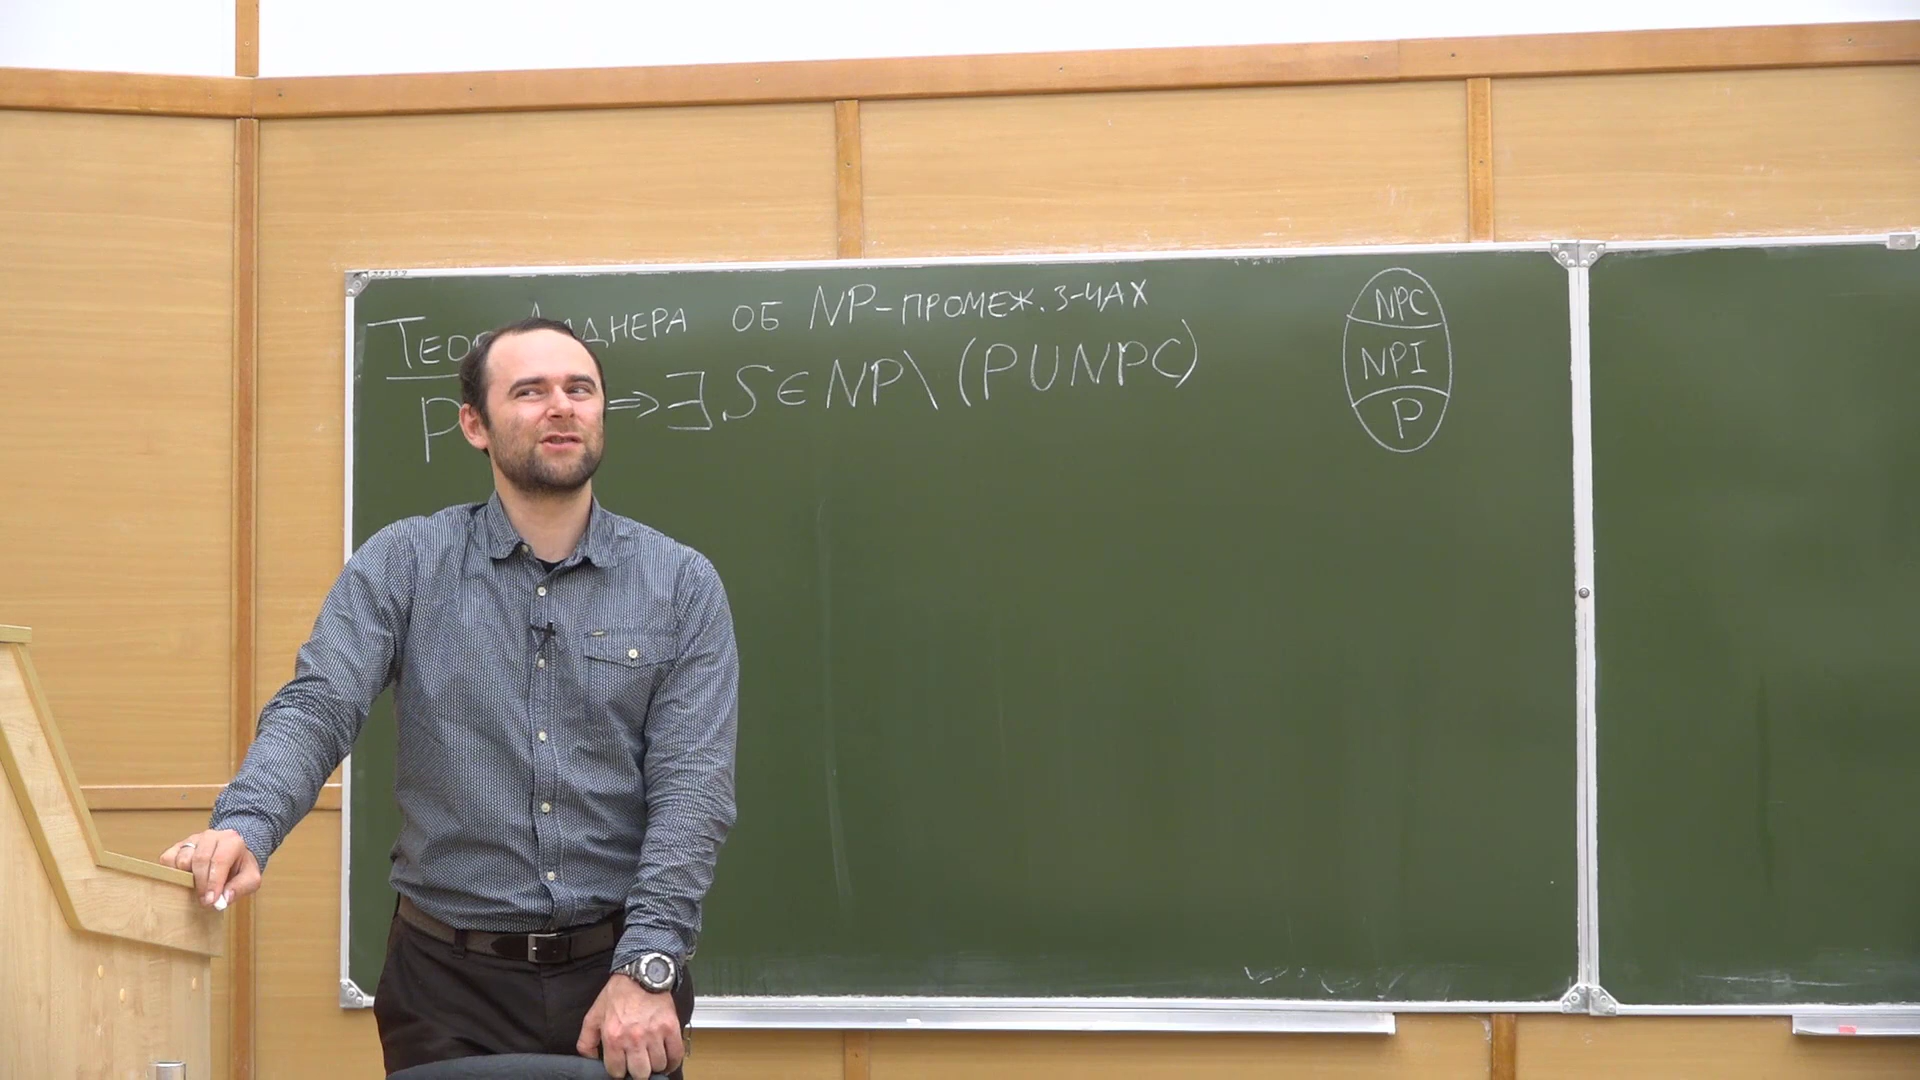 ТЕО ДНЕРА ОБ NP-ПРОМЕЖ. З-ЧАХ
P ⇒ ∃ S ∈ NP \ (P ∪ NPC)
NPC
NPI
P